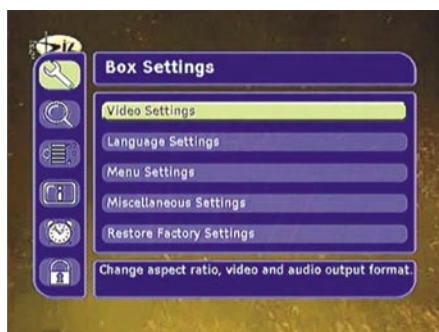 Box Settings
Video Settings
Language Settings
Menu Settings
Miscellaneous Settings
Restore Factory Settings
Change aspect ratio, video and audio output format.